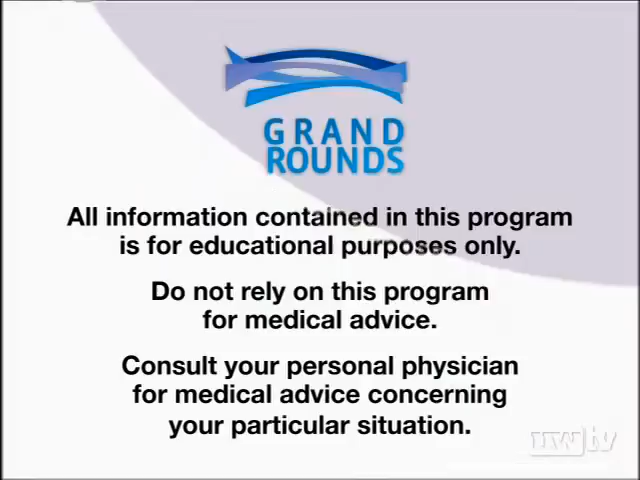 GRAND
ROUNDS
All information contained in this program
is for educational purposes only.
Do not rely on this program
for medical advice.
Consult your personal physician
for medical advice concerning
your particular situation.
uwtv